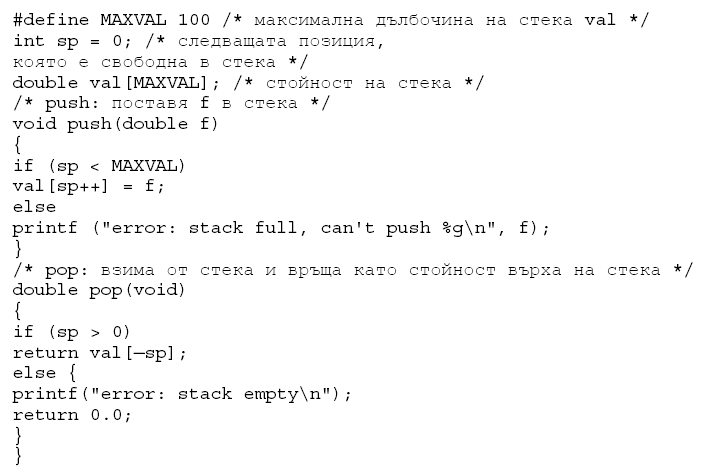 #define MAXVAL 100 /* максимална дълбочина на стека val */
int sp = 0; /* следващата позиция,
която е свободна в стека */
double val[MAXVAL]; /* стойност на стека */
/* push: поставя f в стека */
void push(double f)
{
if (sp < MAXVAL)
val[sp++] = f;
else
printf ("error: stack full, can't push %g\n", f);
}
/* pop: взима от стека и връща като стойност върха на стека */
double pop(void)
{
if (sp > 0)
return val[—sp];
else {
printf("error: stack empty\n");
return 0.0;
}
}